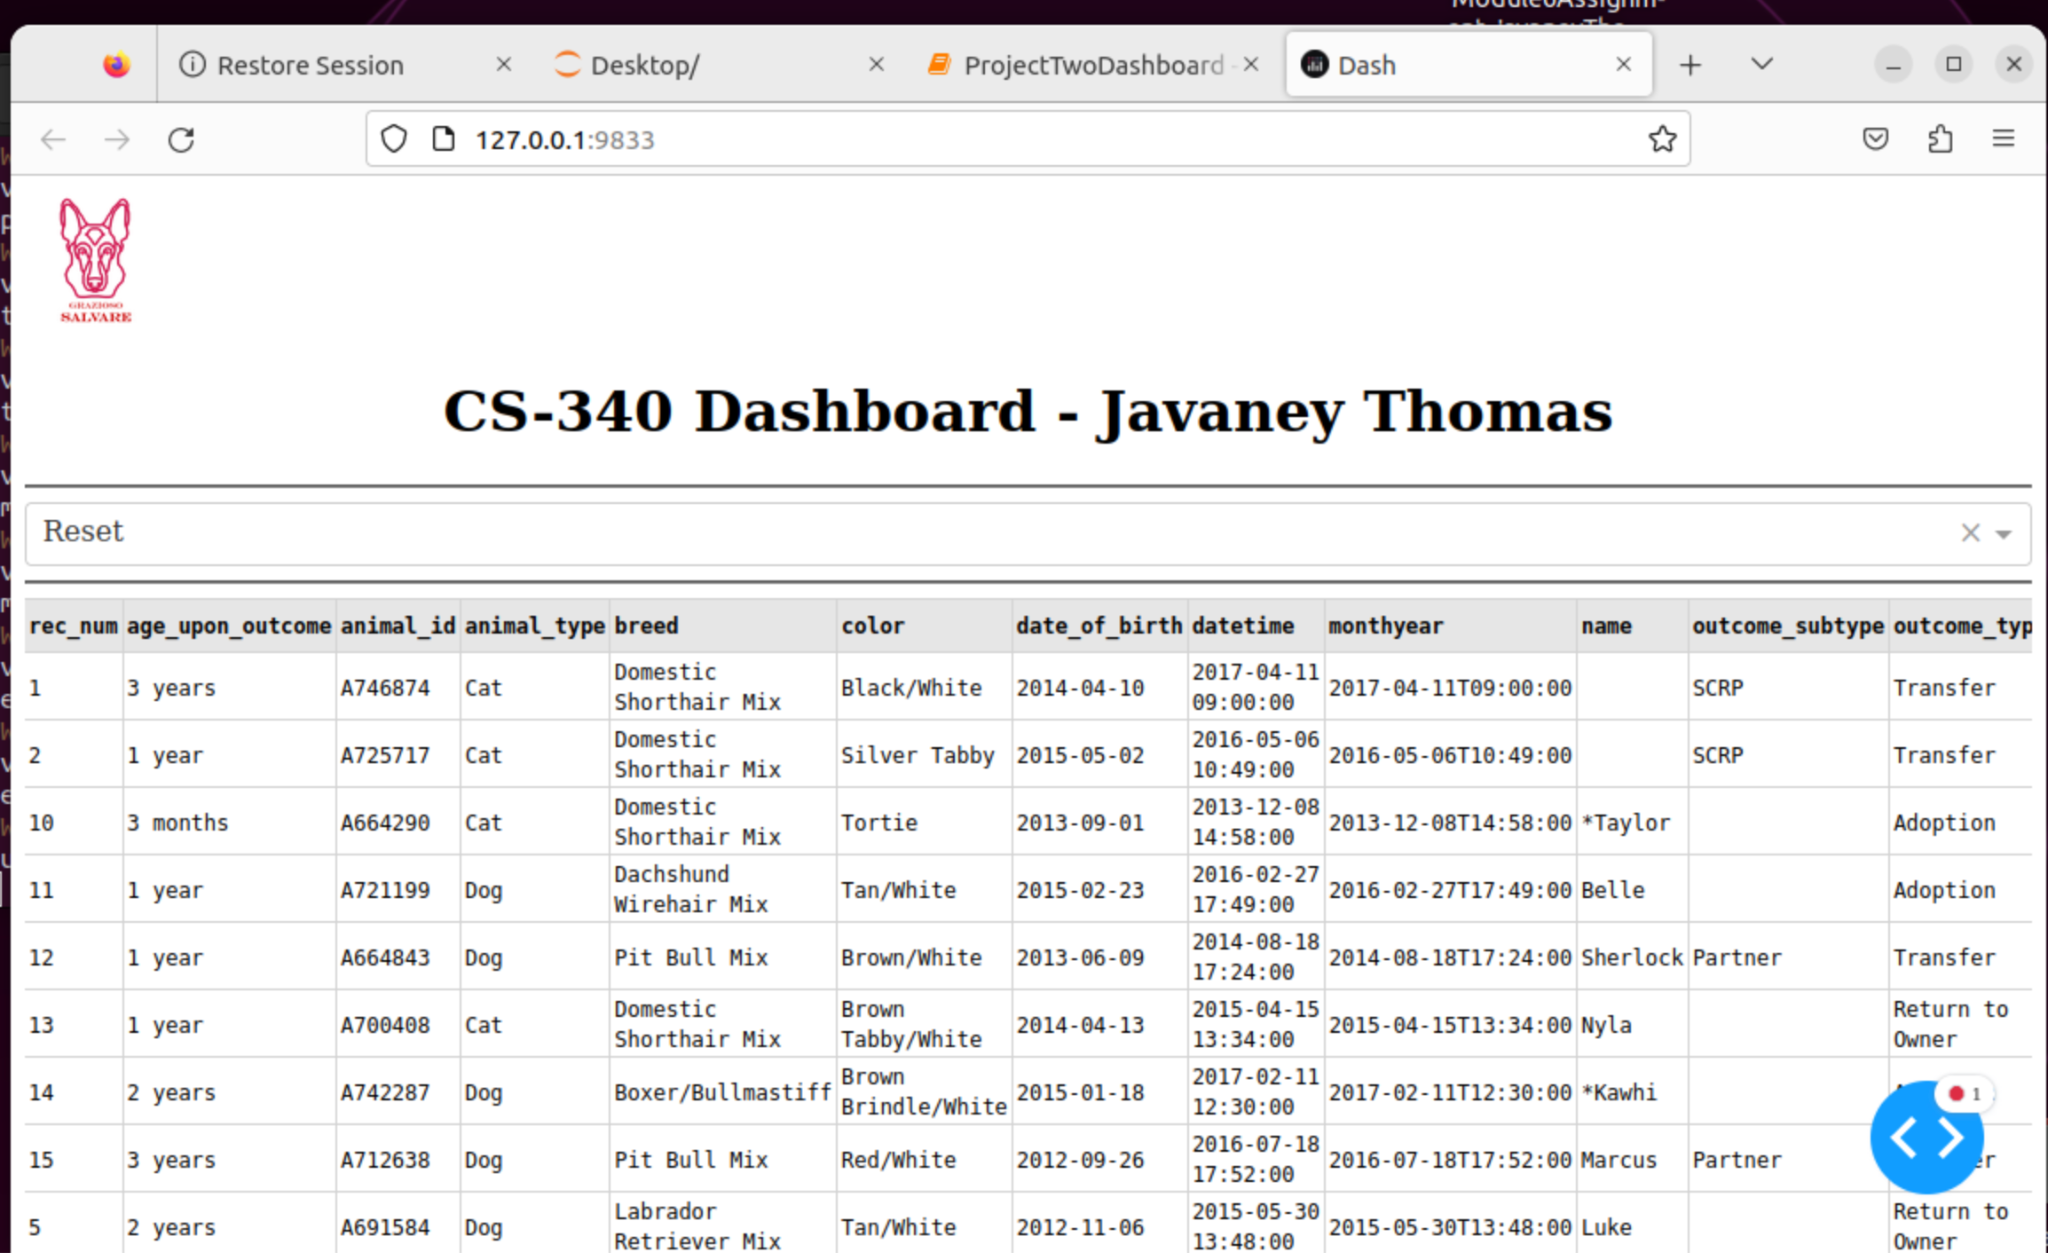 Restore Session
Desktop/
ProjectTwoDashboard
Dash
127.0.0.1:9833
GRAZIOSO
SALVARE
CS-340 Dashboard - Javaney Thomas
Reset
rec_num age_upon_outcome animal_id animal_type breed color date_of_birth datetime monthyear name outcome_subtype outcome_typ
1 3 years A746874 Cat Domestic Shorthair Mix Black/White 2014-04-10 2017-04-11 09:00:00 2017-04-11T09:00:00 SCRP Transfer
2 1 year A725717 Cat Domestic Shorthair Mix Silver Tabby 2015-05-02 2016-05-06 10:49:00 2016-05-06T10:49:00 SCRP Transfer
10 3 months A664290 Cat Domestic Shorthair Mix Tortie 2013-09-01 2013-12-08 14:58:00 2013-12-08T14:58:00 *Taylor Adoption
11 1 year A721199 Dog Dachshund Wirehair Mix Tan/White 2015-02-23 2016-02-27 17:49:00 2016-02-27T17:49:00 Belle Adoption
12 1 year A664843 Dog Pit Bull Mix Brown/White 2013-06-09 2014-08-18 17:24:00 2014-08-18T17:24:00 Sherlock Partner Transfer
13 1 year A700408 Cat Domestic Shorthair Mix Brown Tabby/White 2014-04-13 2015-04-15 13:34:00 2015-04-15T13:34:00 Nyla Return to Owner
14 2 years A742287 Dog Boxer/Bullmastiff Brown Brindle/White 2015-01-18 2017-02-11 12:30:00 2017-02-11T12:30:00 *Kawhi
1
15 3 years A712638 Dog Pit Bull Mix Red/White 2012-09-26 2016-07-18 17:52:00 2016-07-18T17:52:00 Marcus Partner
5 2 years A691584 Dog Labrador Retriever Mix Tan/White 2012-11-06 2015-05-30 13:48:00 2015-05-30T13:48:00 Luke Return to Owner